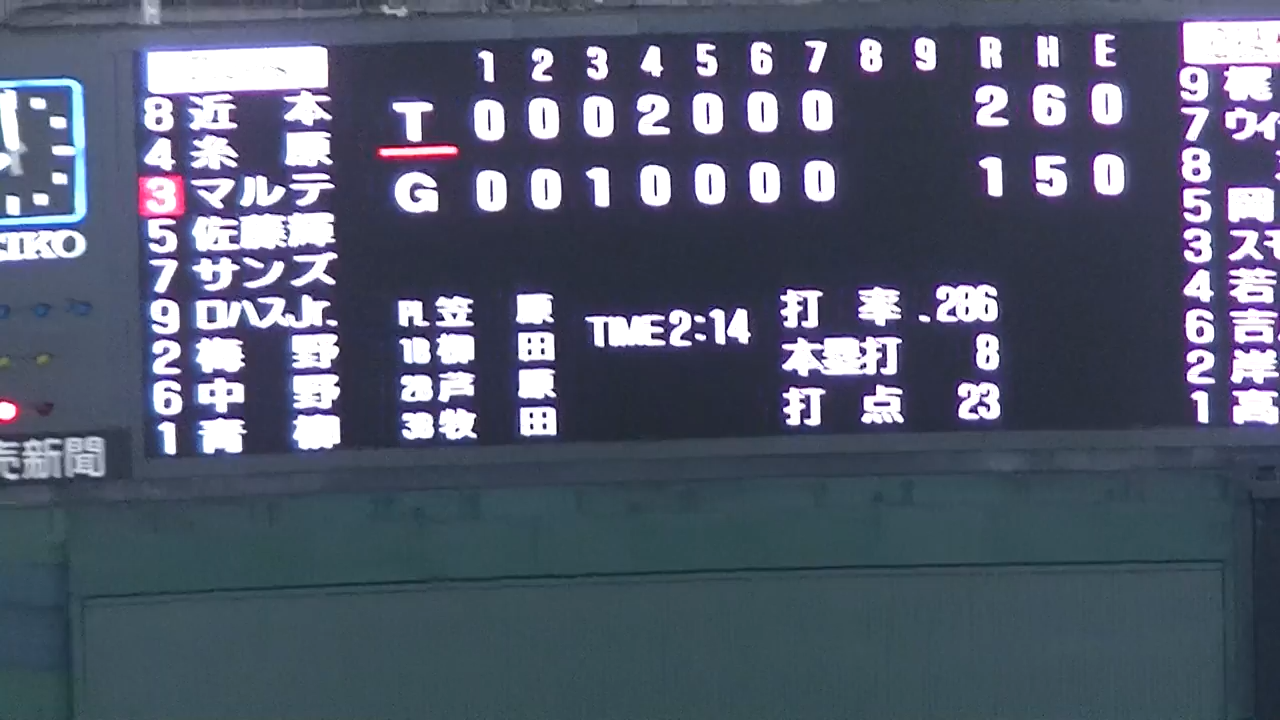 1 2 3 4 5 6 7 8 9 R H E
T 0 0 0 2 0 0 0 2 6 0
G 0 0 1 0 0 0 0 1 5 0
8 近本
4 糸原
3 マルテ
5 佐藤輝
7 サンズ
9 ロハスJr.
2 梅野
6 中野
1 青柳
PL 笠原
1B 柳田
2B 芦原
3B 牧田
TIME 2:14
打率 .286
本塁打 8
打点 23
9 梶
7 ウィ
8
5 岡
3 スモ
4 若
6 吉
2 岸
1 高
EIKO
売新聞